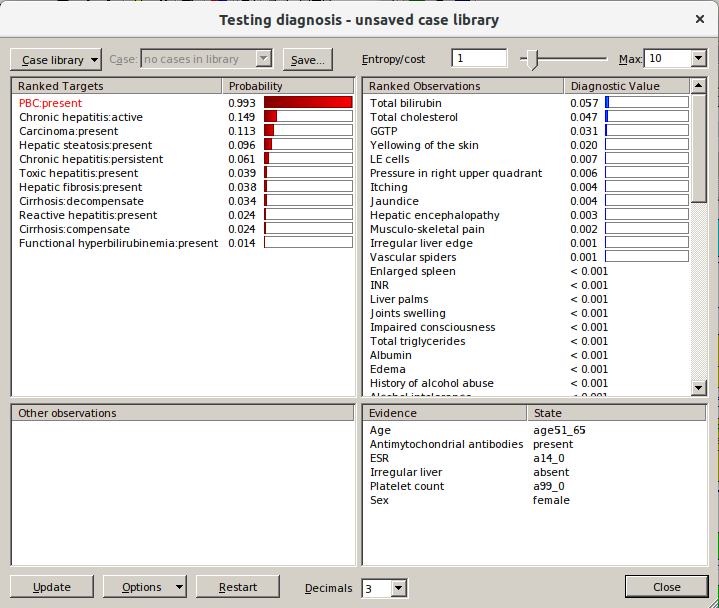 Testing diagnosis - unsaved case library
Case library Case: no cases in library Save... Entropy/cost 1 Max: 10
Ranked Targets Probability
PBC:present 0.993
Chronic hepatitis:active 0.149
Carcinoma:present 0.113
Hepatic steatosis:present 0.096
Chronic hepatitis:persistent 0.061
Toxic hepatitis:present 0.039
Hepatic fibrosis:present 0.038
Cirrhosis:decompensate 0.034
Reactive hepatitis:present 0.024
Cirrhosis:compensate 0.024
Functional hyperbilirubinemia:present 0.014
Ranked Observations Diagnostic Value
Total bilirubin 0.057
Total cholesterol 0.047
GGTP 0.031
Yellowing of the skin 0.020
LE cells 0.007
Pressure in right upper quadrant 0.006
Itching 0.004
Jaundice 0.004
Hepatic encephalopathy 0.003
Musculo-skeletal pain 0.002
Irregular liver edge 0.001
Vascular spiders 0.001
Enlarged spleen < 0.001
INR < 0.001
Liver palms < 0.001
Joints swelling < 0.001
Impaired consciousness < 0.001
Total triglycerides < 0.001
Albumin < 0.001
Edema < 0.001
History of alcohol abuse < 0.001
Other observations
Evidence State
Age age51_65
Antimytochondrial antibodies present
ESR a14_0
Irregular liver absent
Platelet count a99_0
Sex female
Update Options Restart Decimals 3 Close